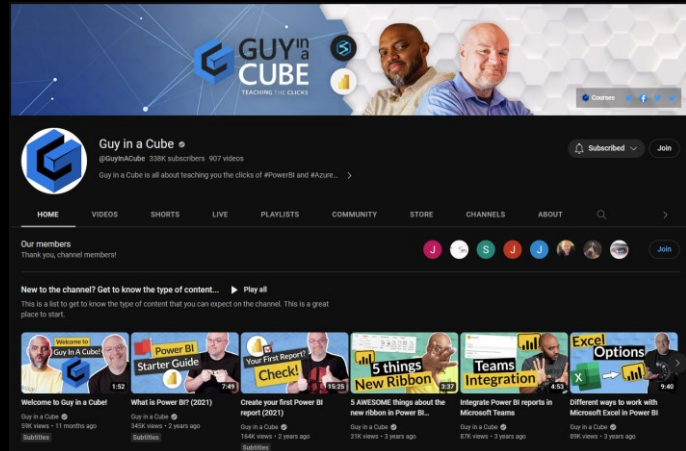 GUY in a
CUBE
TEACHING THE CLICKS
Courses
Guy in a Cube
@GuyInACube 338K subscribers 907 videos
Guy in a Cube is all about teaching you the clicks of #PowerBI and #Azure...
Subscribed
Join
HOME VIDEOS SHORTS LIVE PLAYLISTS COMMUNITY STORE CHANNELS ABOUT
Our members
Thank you, channel members!
J S J J
Join
New to the channel? Get to know the type of content... Play all
This is a list to get to know the type of content that you can expect on the channel. This is a great
place to start.
Welcome to
Guy In A Cube!
1:52
Power BI
Starter Guide
7:49
Your First Report?
Check!
15:25
5 things
New Ribbon
3:37
Teams
Integration
4:53
Excel
Options
9:40
Welcome to Guy in a Cube!
Guy in a Cube
59K views • 11 months ago
Subtitles
What is Power BI? (2021)
Guy in a Cube
345K views • 2 years ago
Subtitles
Create your first Power BI
report (2021)
Guy in a Cube
164K views • 2 years ago
Subtitles
5 AWESOME things about the
new ribbon in Power BI...
Guy in a Cube
31K views • 3 years ago
Integrate Power BI reports in
Microsoft Teams
Guy in a Cube
87K views • 3 years ago
Different ways to work with
Microsoft Excel in Power BI
Guy in a Cube
89K views • 3 years ago